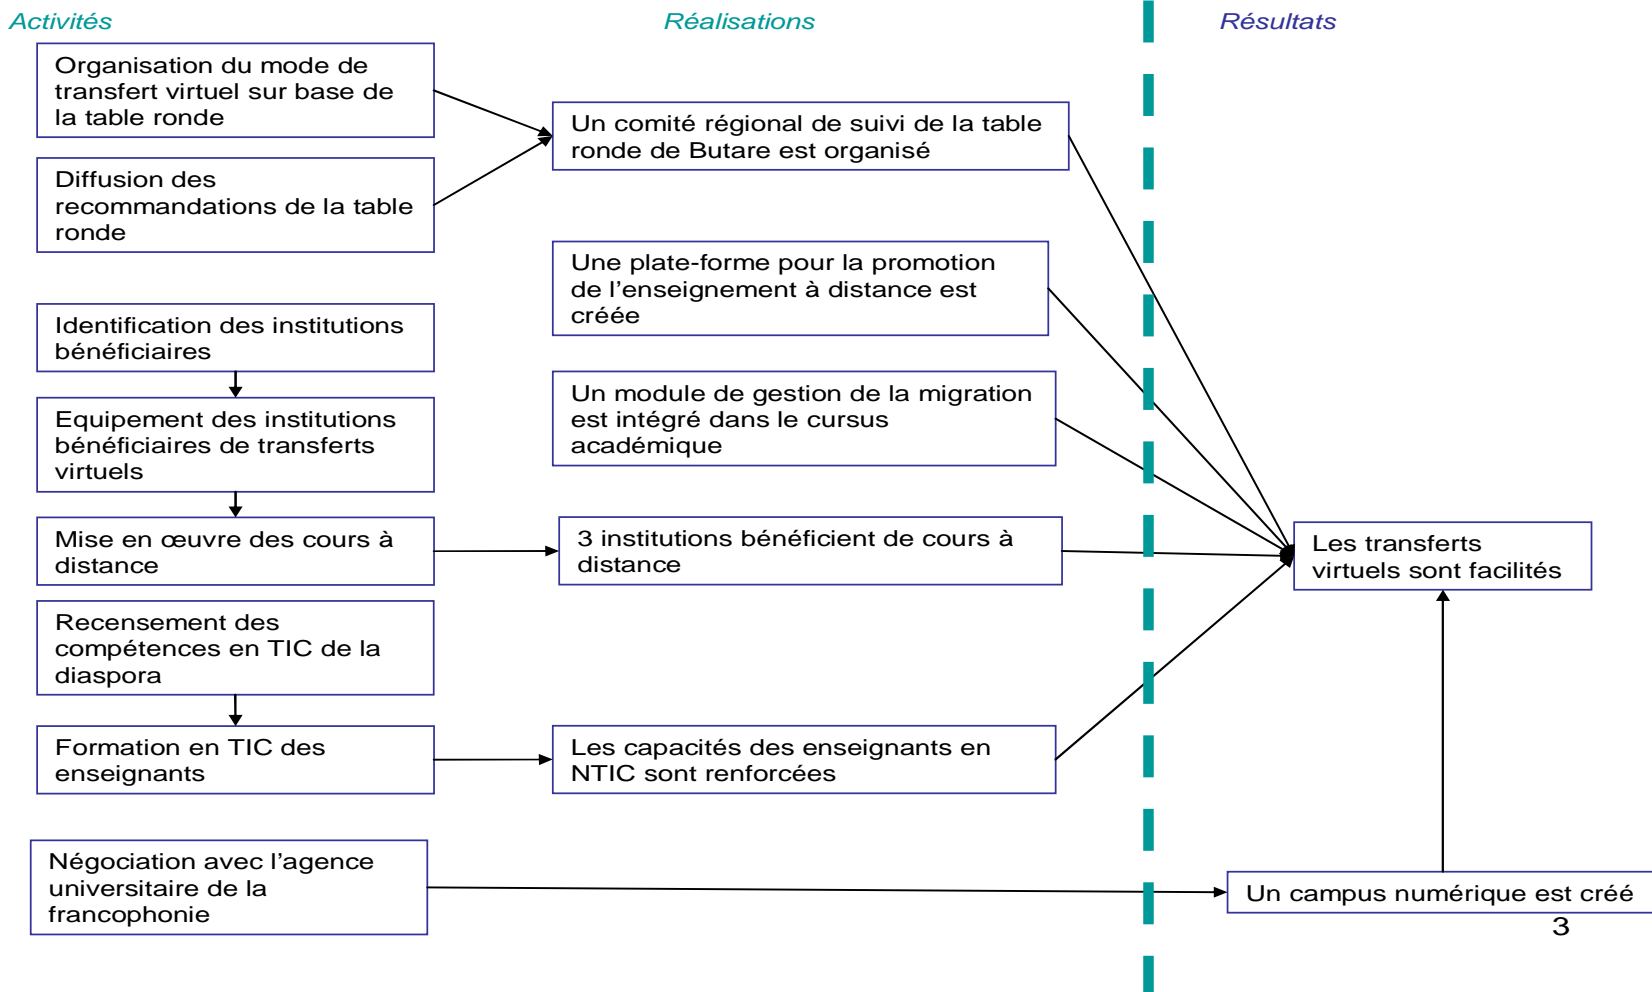 Activités
Réalisations
Résultats
Organisation du mode de
transfert virtuel sur base de
la table ronde
Diffusion des
recommandations de la table
ronde
Identification des institutions
bénéficiaires
Equipement des institutions
bénéficiaires de transferts
virtuels
Mise en œuvre des cours à
distance
Recensement des
compétences en TIC de la
diaspora
Formation en TIC des
enseignants
Négociation avec l’agence
universitaire de la
francophonie
Un comité régional de suivi de la table
ronde de Butare est organisé
Une plate-forme pour la promotion
de l’enseignement à distance est
créée
Un module de gestion de la migration
est intégré dans le cursus
académique
3 institutions bénéficient de cours à
distance
Les capacités des enseignants en
NTIC sont renforcées
Les transferts
virtuels sont facilités
Un campus numérique est créé
3